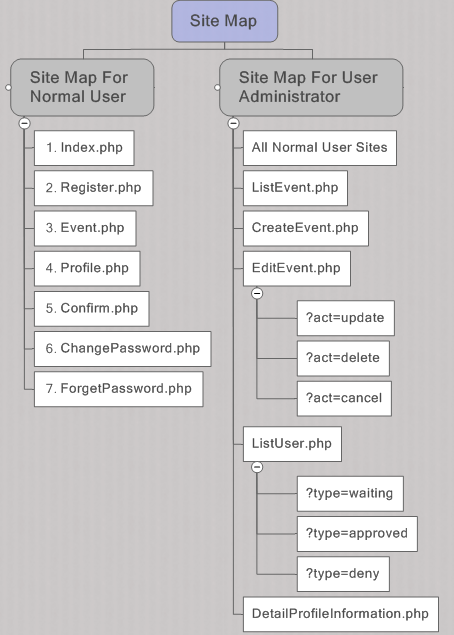 Site Map
Site Map For
Normal User
1. Index.php
2. Register.php
3. Event.php
4. Profile.php
5. Confirm.php
6. ChangePassword.php
7. ForgetPassword.php
Site Map For User
Administrator
All Normal User Sites
ListEvent.php
CreateEvent.php
EditEvent.php
?act=update
?act=delete
?act=cancel
ListUser.php
?type=waiting
?type=approved
?type=deny
DetailProfileInformation.php